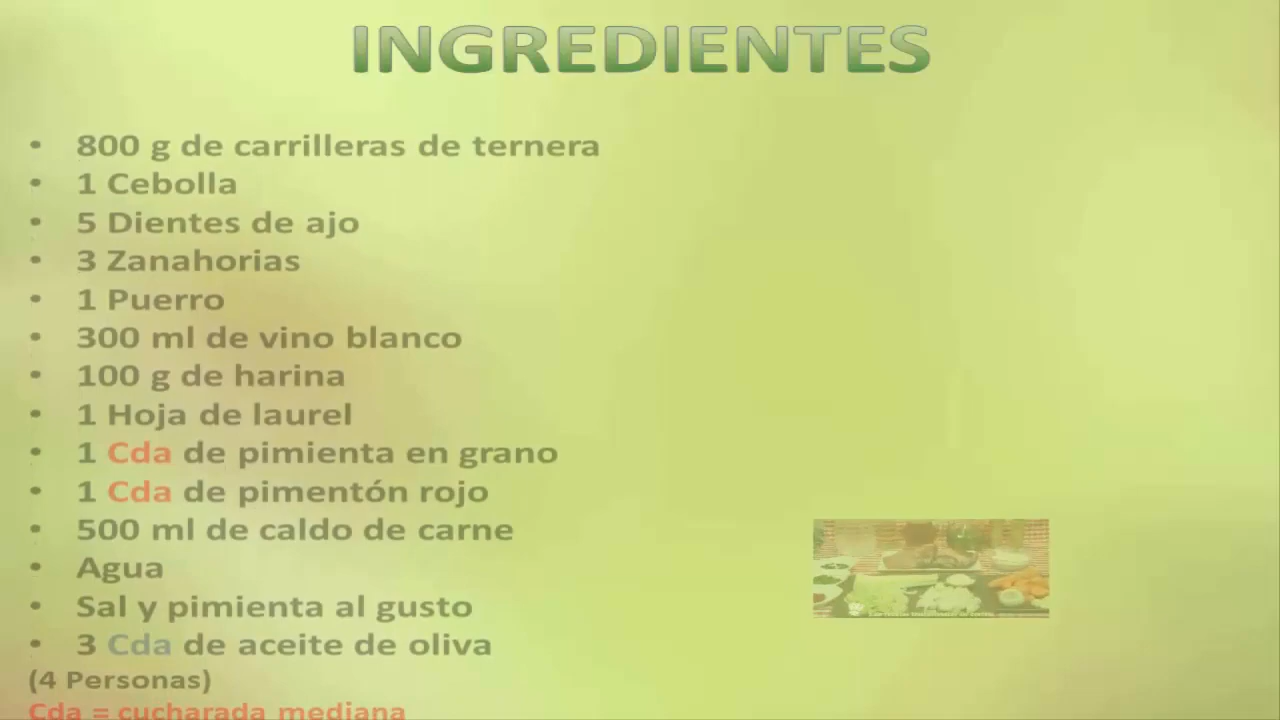 INGREDIENTES
• 800 g de carrilleras de ternera
• 1 Cebolla
• 5 Dientes de ajo
• 3 Zanahorias
• 1 Puerro
• 300 ml de vino blanco
• 100 g de harina
• 1 Hoja de laurel
• 1 Cda de pimienta en grano
• 1 Cda de pimentón rojo
• 500 ml de caldo de carne
• Agua
• Sal y pimienta al gusto
• 3 Cda de aceite de oliva
(4 Personas)
Cda = cucharada mediana